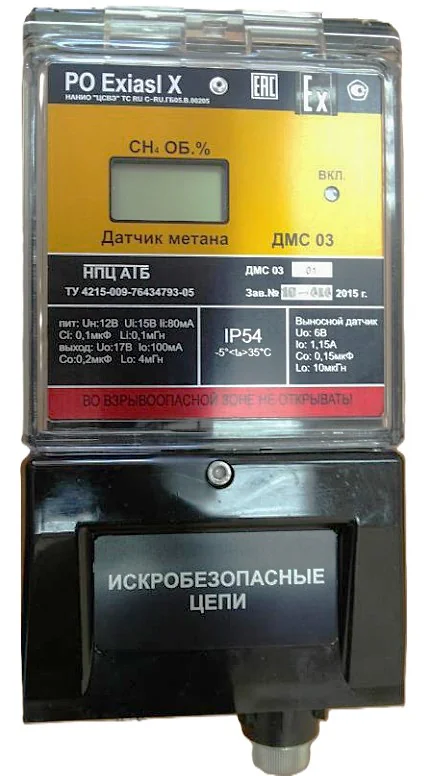 РО ExiasI X
НАНИО "ЦСВЭ" ТС RU C-RU.ГБ05.В.00205
EAC
Ex
CH₄ ОБ.%
ВКЛ.
Датчик метана ДМС 03
НПЦ АТБ
ДМС 03 01
ТУ 4215-009-76434793-05
Зав.№ 2015 г.
пит: Uн:12В Ui:15В Ii:80мА
Ci: 0,1мкФ Li:0,1мГн
выход: Uo:17В Io:100мА
Co:0,2мкФ Lo: 4мГн
IP54
-5°<tₐ>35°C
Выносной датчик
Uo: 6В
Io: 1,15А
Co: 0,15мкФ
Lo: 10мкГн
ВО ВЗРЫВООПАСНОЙ ЗОНЕ НЕ ОТКРЫВАТЬ!
ИСКРОБЕЗОПАСНЫЕ
ЦЕПИ